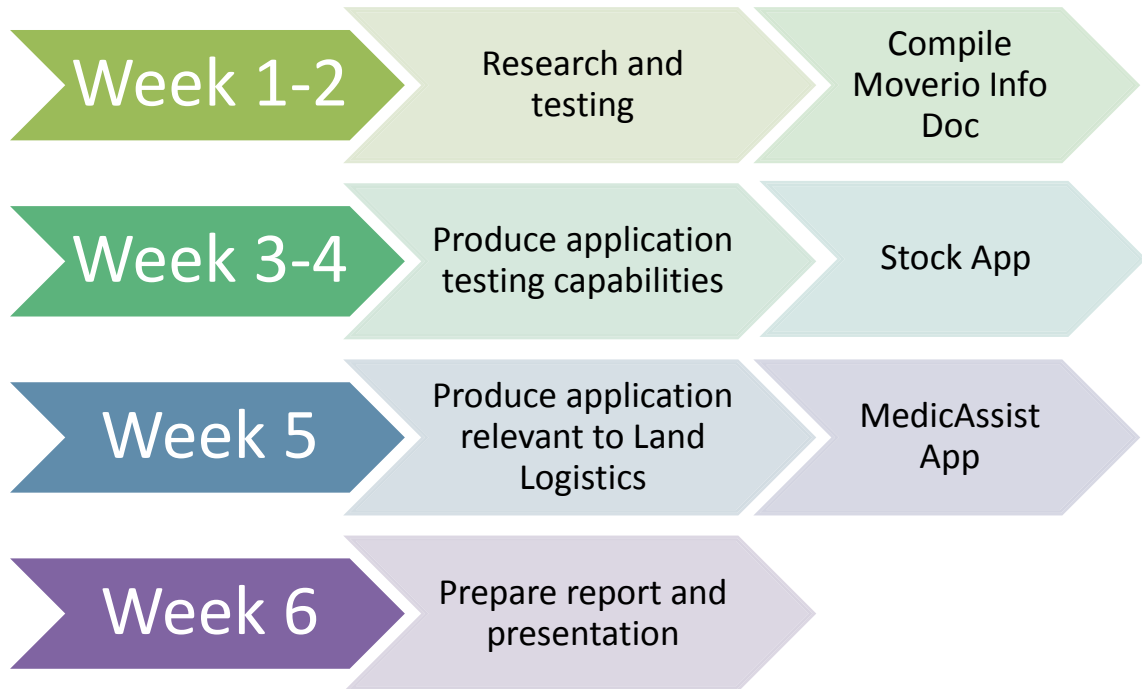 Week 1-2
Research and
testing
Compile
Moverio Info
Doc
Week 3-4
Produce application
testing capabilities
Stock App
Week 5
Produce application
relevant to Land
Logistics
MedicAssist
App
Week 6
Prepare report and
presentation